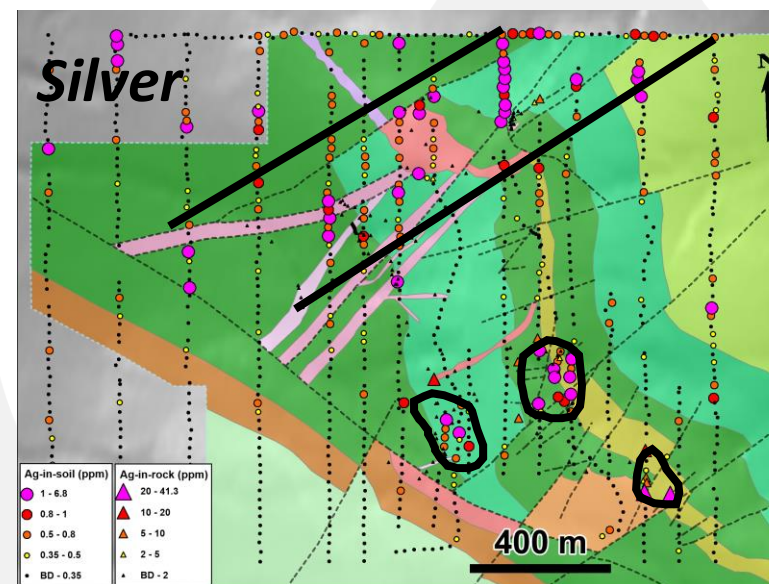 Silver
N
Ag-in-soil (ppm)
1 - 6.8
0.8 - 1
0.5 - 0.8
0.35 - 0.5
BD - 0.35
Ag-in-rock (ppm)
20 - 41.3
10 - 20
5 - 10
2 - 5
BD - 2
400 m